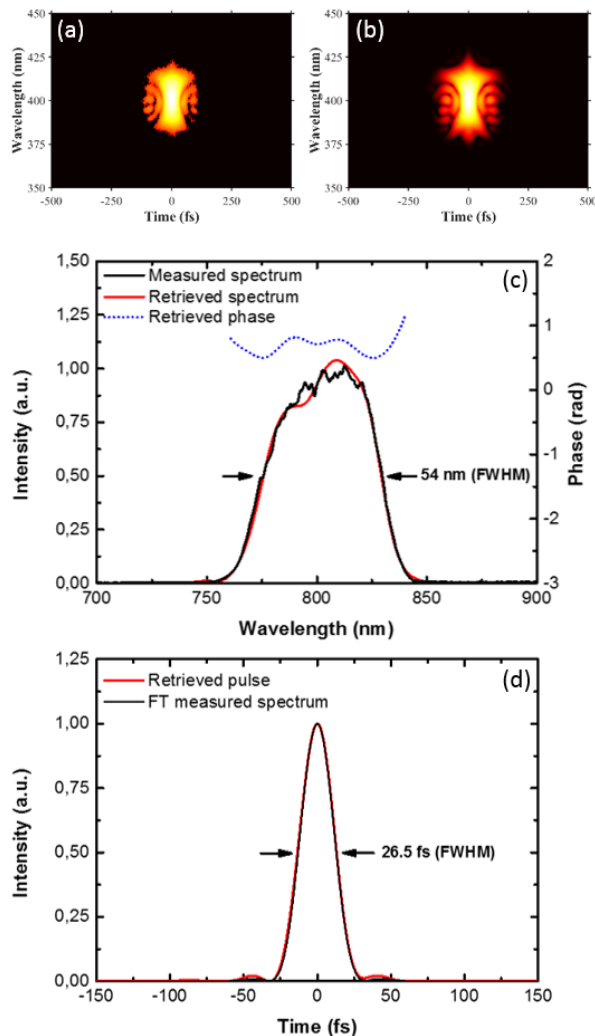 (a)
(b)
450
425
400
375
350
Wavelength (nm)
-500 -250 0 250 500
Time (fs)
450
425
400
375
350
Wavelength (nm)
-500 -250 0 250 500
Time (fs)
(c)
Measured spectrum
Retrieved spectrum
Retrieved phase
1,50
1,25
1,00
0,75
0,50
0,25
0,00
Intensity (a.u.)
2
1
0
-1
-2
-3
Phase (rad)
54 nm (FWHM)
700 750 800 850 900
Wavelength (nm)
(d)
Retrieved pulse
FT measured spectrum
1,25
1,00
0,75
0,50
0,25
0,00
Intensity (a.u.)
26.5 fs (FWHM)
-150 -100 -50 0 50 100 150
Time (fs)